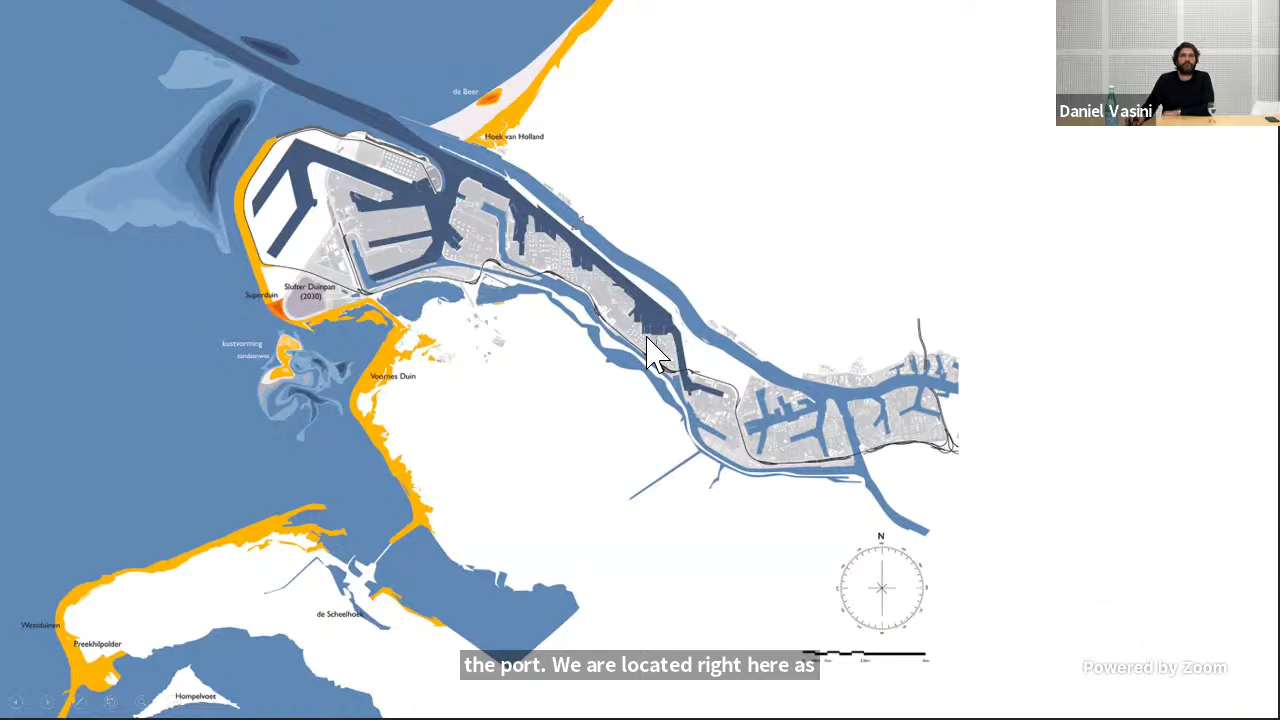 de Beer
Hoek van Holland
Daniel Vasini
Slufter Duinpan
(2030)
Superduin
kustvorming
zandaanwas
Voornes Duin
N
de Scheelhoek
Westduinen
Preekhilpolder
Hompelvoet
the port. We are located right here as
Powered by Zoom